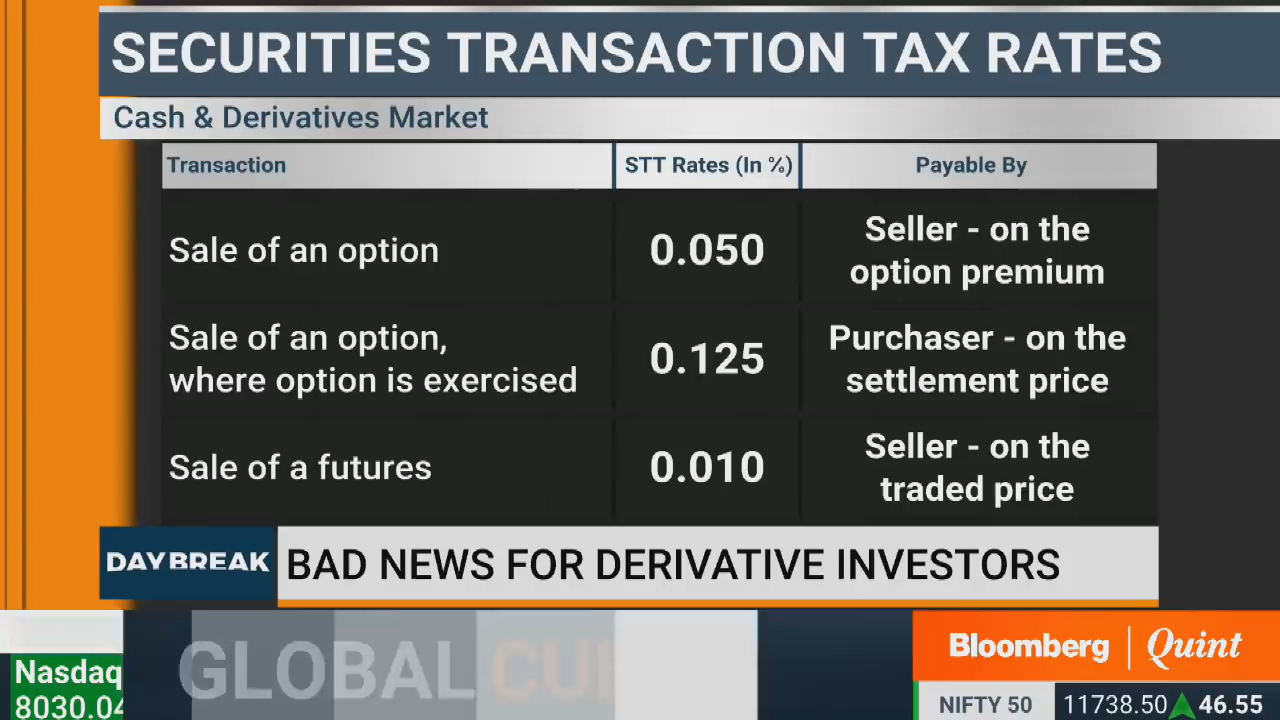 SECURITIES TRANSACTION TAX RATES
Cash & Derivatives Market
Transaction STT Rates (In %) Payable By
Sale of an option 0.050 Seller - on the
option premium
Sale of an option,
where option is exercised 0.125 Purchaser - on the
settlement price
Sale of a futures 0.010 Seller - on the
traded price
DAYBREAK BAD NEWS FOR DERIVATIVE INVESTORS
GLOBAL
Bloomberg | Quint
Nasdaq
8030.04
NIFTY 50 11738.50 ▲ 46.55